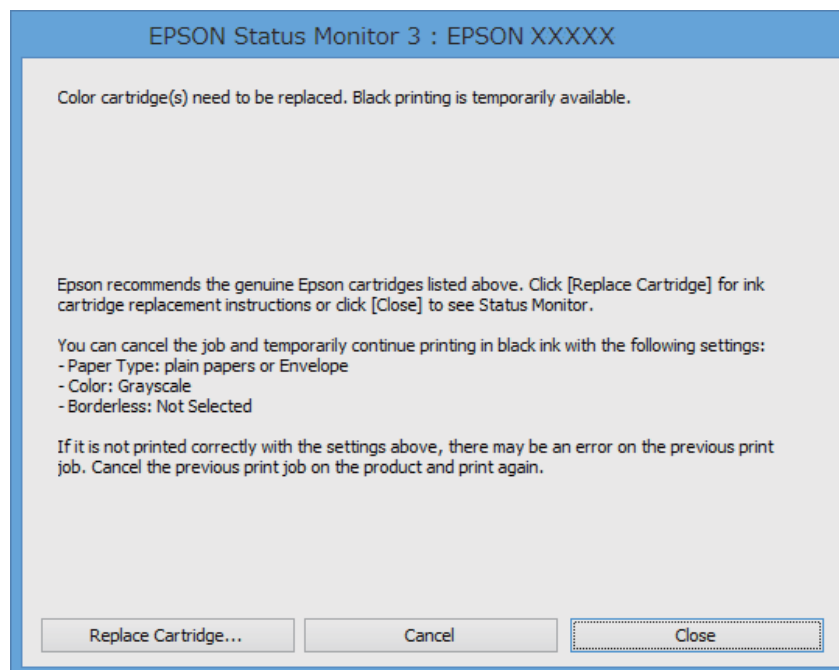 EPSON Status Monitor 3 : EPSON XXXXX
Color cartridge(s) need to be replaced. Black printing is temporarily available.
Epson recommends the genuine Epson cartridges listed above. Click [Replace Cartridge] for ink
cartridge replacement instructions or click [Close] to see Status Monitor.
You can cancel the job and temporarily continue printing in black ink with the following settings:
- Paper Type: plain papers or Envelope
- Color: Grayscale
- Borderless: Not Selected
If it is not printed correctly with the settings above, there may be an error on the previous print
job. Cancel the previous print job on the product and print again.
Replace Cartridge... Cancel Close